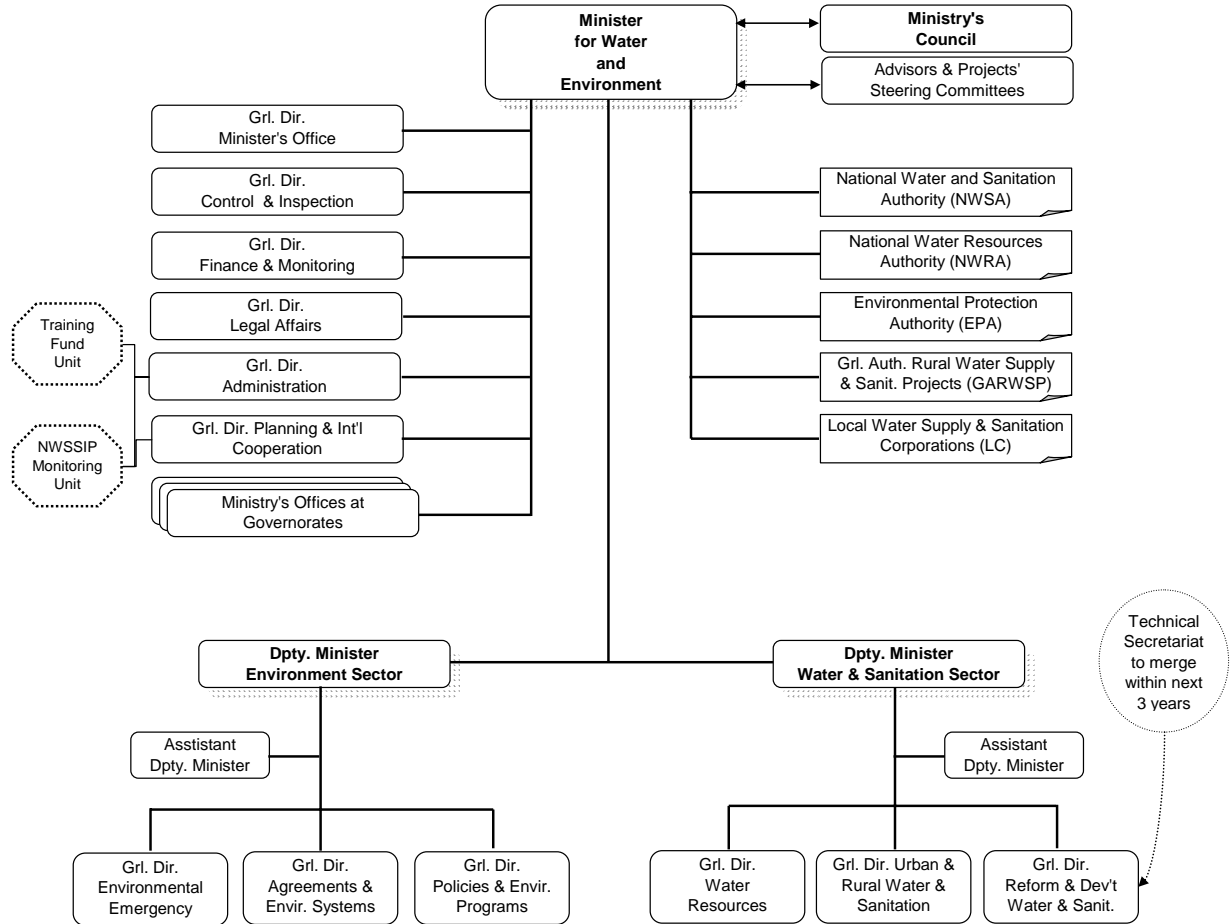 Minister
for Water
and
Environment
Ministry's
Council
Advisors & Projects'
Steering Committees
Grl. Dir.
Minister's Office
Grl. Dir.
Control & Inspection
Grl. Dir.
Finance & Monitoring
Grl. Dir.
Legal Affairs
Grl. Dir.
Administration
Grl. Dir. Planning & Int'l
Cooperation
Ministry's Offices at
Governorates
Training
Fund
Unit
NWSSIP
Monitoring
Unit
National Water and Sanitation
Authority (NWSA)
National Water Resources
Authority (NWRA)
Environmental Protection
Authority (EPA)
Grl. Auth. Rural Water Supply
& Sanit. Projects (GARWSP)
Local Water Supply & Sanitation
Corporations (LC)
Dpty. Minister
Environment Sector
Dpty. Minister
Water & Sanitation Sector
Technical
Secretariat
to merge
within next
3 years
Asstistant
Dpty. Minister
Assistant
Dpty. Minister
Grl. Dir.
Environmental
Emergency
Grl. Dir.
Agreements &
Envir. Systems
Grl. Dir.
Policies & Envir.
Programs
Grl. Dir.
Water
Resources
Grl. Dir. Urban &
Rural Water &
Sanitation
Grl. Dir.
Reform & Dev't
Water & Sanit.